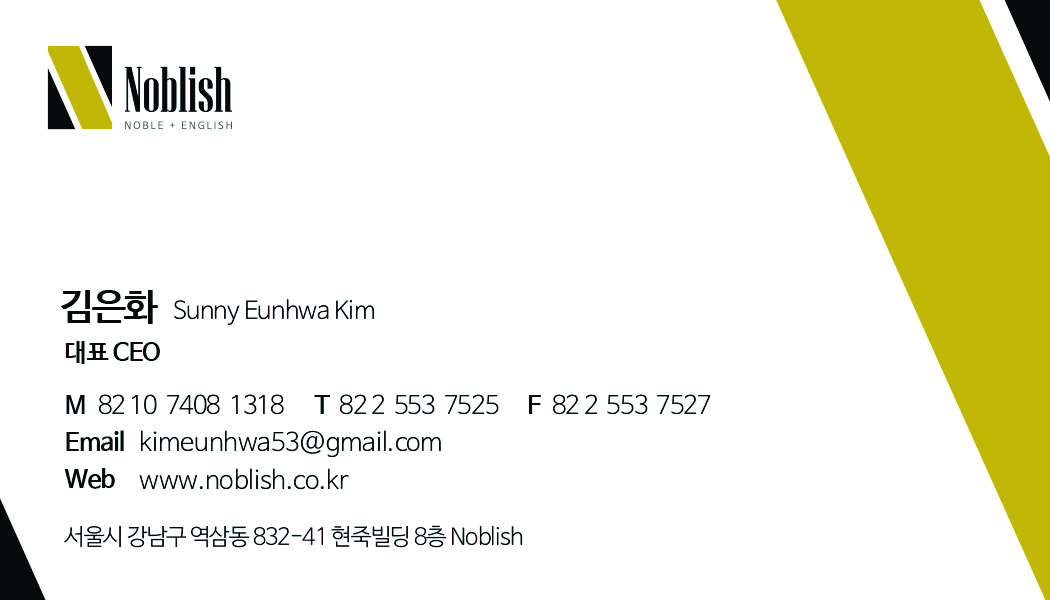 Noblish
NOBLE + ENGLISH
김은화 Sunny Eunhwa Kim
대표 CEO
M 82 10 7408 1318 T 82 2 553 7525 F 82 2 553 7527
Email kimeunhwa53@gmail.com
Web www.noblish.co.kr
서울시 강남구 역삼동 832-41 현죽빌딩 8층 Noblish